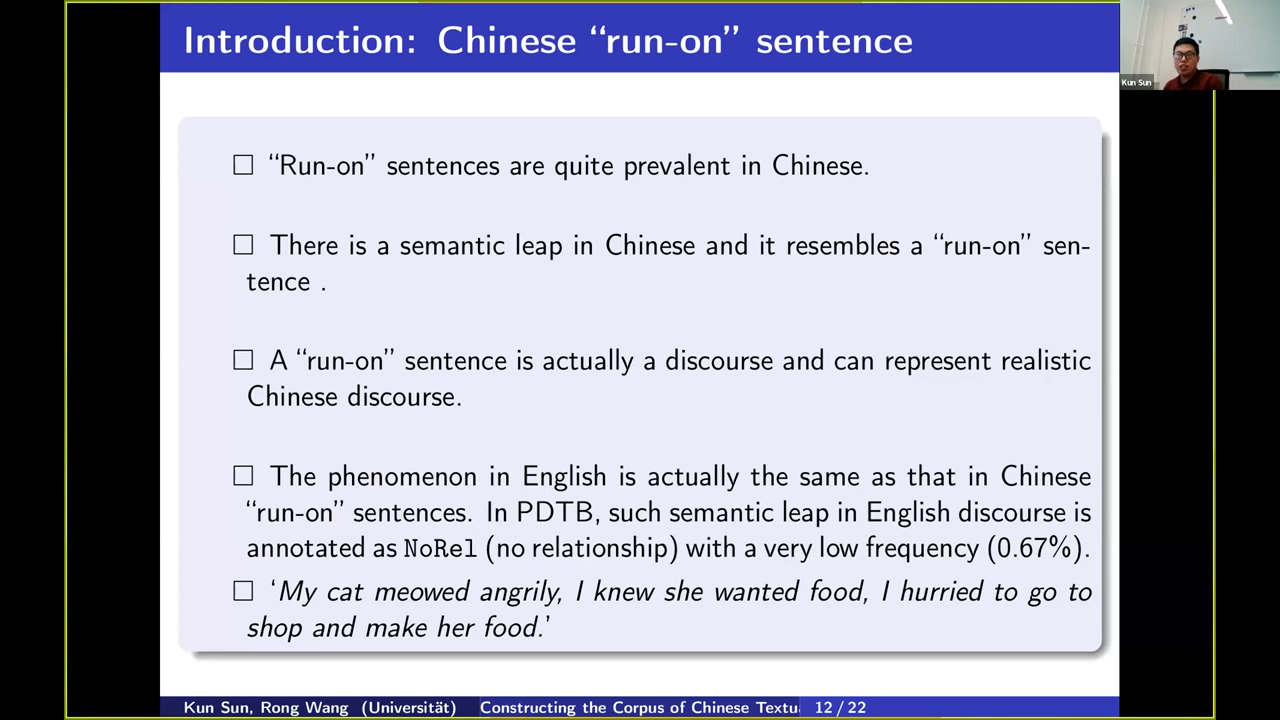 Introduction: Chinese “run-on” sentence
Kun Sun
“Run-on” sentences are quite prevalent in Chinese.
There is a semantic leap in Chinese and it resembles a “run-on” sen-
tence .
A “run-on” sentence is actually a discourse and can represent realistic
Chinese discourse.
The phenomenon in English is actually the same as that in Chinese
“run-on” sentences. In PDTB, such semantic leap in English discourse is
annotated as NoRel (no relationship) with a very low frequency (0.67%).
‘My cat meowed angrily, I knew she wanted food, I hurried to go to
shop and make her food.’
Kun Sun, Rong Wang (Universität) Constructing the Corpus of Chinese Textu 12 / 22